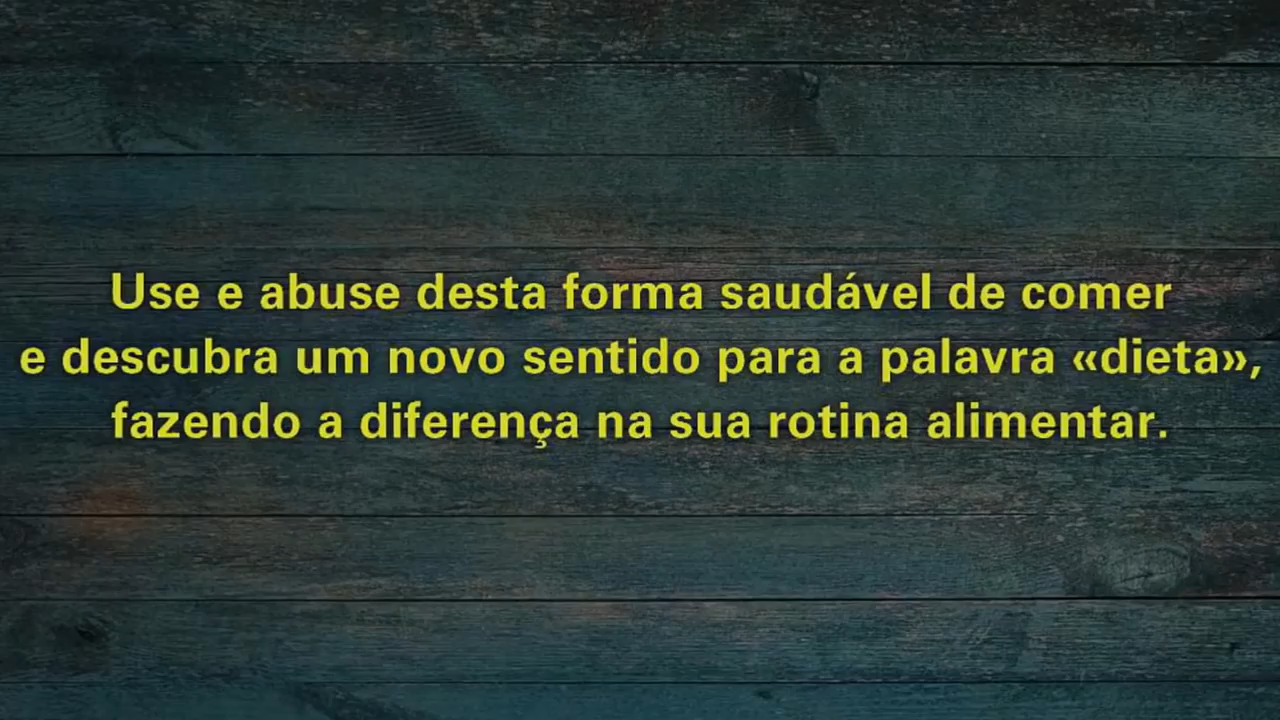 Use e abuse desta forma saudável de comer
e descubra um novo sentido para a palavra «dieta»,
fazendo a diferença na sua rotina alimentar.